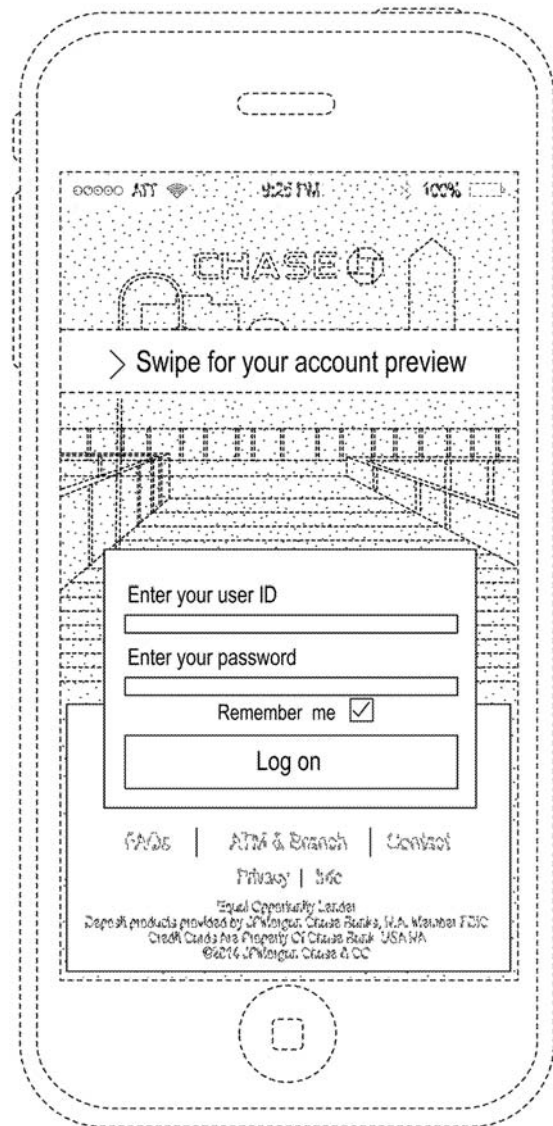 ATT 9:25 PM 100%
CHASE
> Swipe for your account preview
Enter your user ID
Enter your password
Remember me
Log on
FAQs | ATM & Branch | Contact
Privacy |
Equal Opportunity Lender
Deposit products provided by JPMorgan Chase Banks, N.A. Member FDIC
Credit Cards Are Property Of Chase Bank USA NA
©2014 JPMorgan Chase & CO